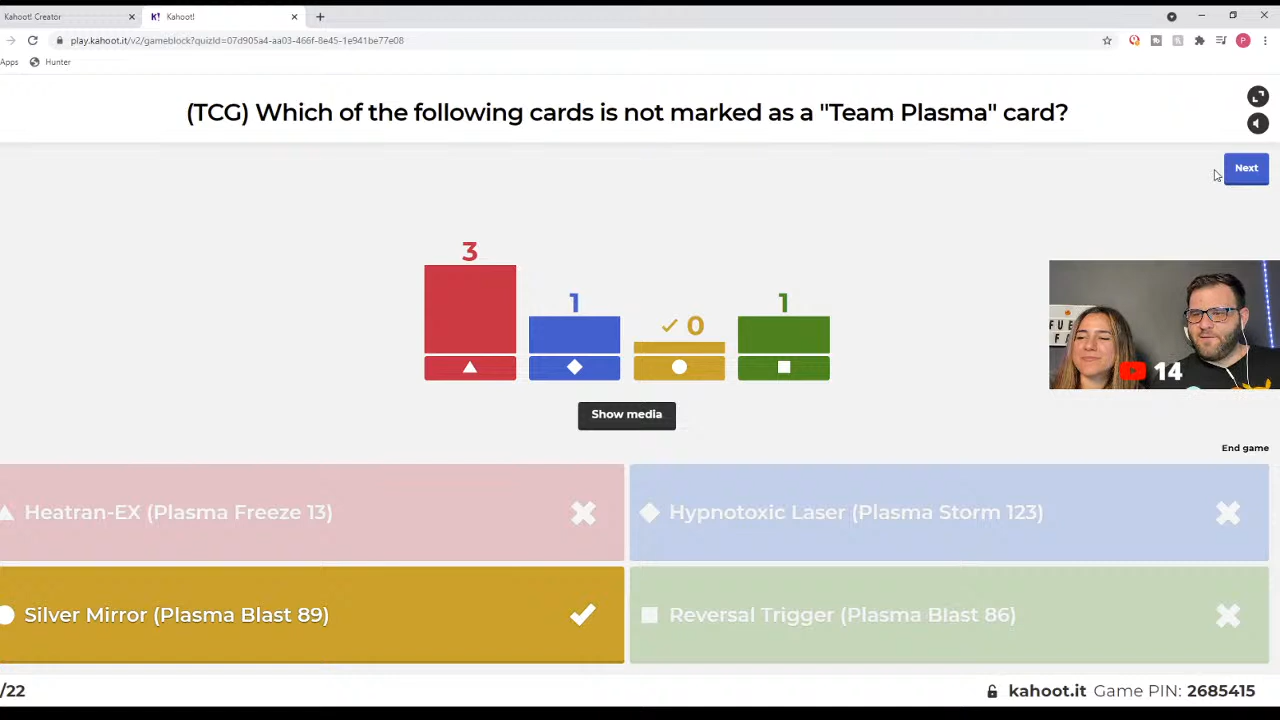 Kahoot! Creator
K! Kahoot!
play.kahoot.it/v2/gameblock?quizId=07d905a4-aa03-466f-8e45-1e941be77e08
P
Apps
Hunter
(TCG) Which of the following cards is not marked as a "Team Plasma" card?
Next
3
1
0
1
FUE
FA
14
Show media
End game
Heatran-EX (Plasma Freeze 13)
Hypnotoxic Laser (Plasma Storm 123)
Silver Mirror (Plasma Blast 89)
Reversal Trigger (Plasma Blast 86)
/22
kahoot.it Game PIN: 2685415